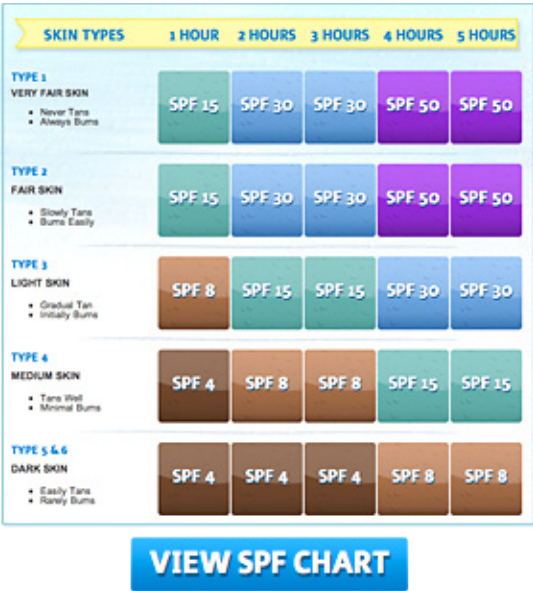 SKIN TYPES 1 HOUR 2 HOURS 3 HOURS 4 HOURS 5 HOURS
TYPE 1
VERY FAIR SKIN
• Never Tans
• Always Burns
SPF 15 SPF 30 SPF 30 SPF 50 SPF 50
TYPE 2
FAIR SKIN
• Slowly Tans
• Burns Easily
SPF 15 SPF 30 SPF 30 SPF 50 SPF 50
TYPE 3
LIGHT SKIN
• Gradual Tan
• Initially Burns
SPF 8 SPF 15 SPF 15 SPF 30 SPF 30
TYPE 4
MEDIUM SKIN
• Tans Well
• Minimal Burns
SPF 4 SPF 8 SPF 8 SPF 15 SPF 15
TYPE 5 & 6
DARK SKIN
• Easily Tans
• Rarely Burns
SPF 4 SPF 4 SPF 4 SPF 8 SPF 8
VIEW SPF CHART